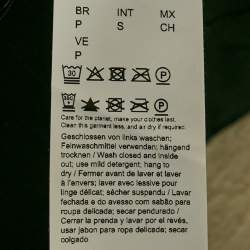 BR INT MX
P S CH
VE
P
30
P
P
Care for the planet, make your clothes last.
Clean this garment less, and air dry if required.
Geschlossen von links waschen;
Feinwaschmittel verwenden; hängend
trocknen / Wash closed and inside
out; use mild detergent, hang to
dry / Fermer avant de laver et laver
à l'envers; laver avec lessive pour
linge délicat; sécher suspendu / Lavar
fechada e do avesso com sabão para
roupa delicada; secar pendurado /
Cerrar la prenda y lavar por el revés,
usar jabon para ropa delicada; secar
colgado